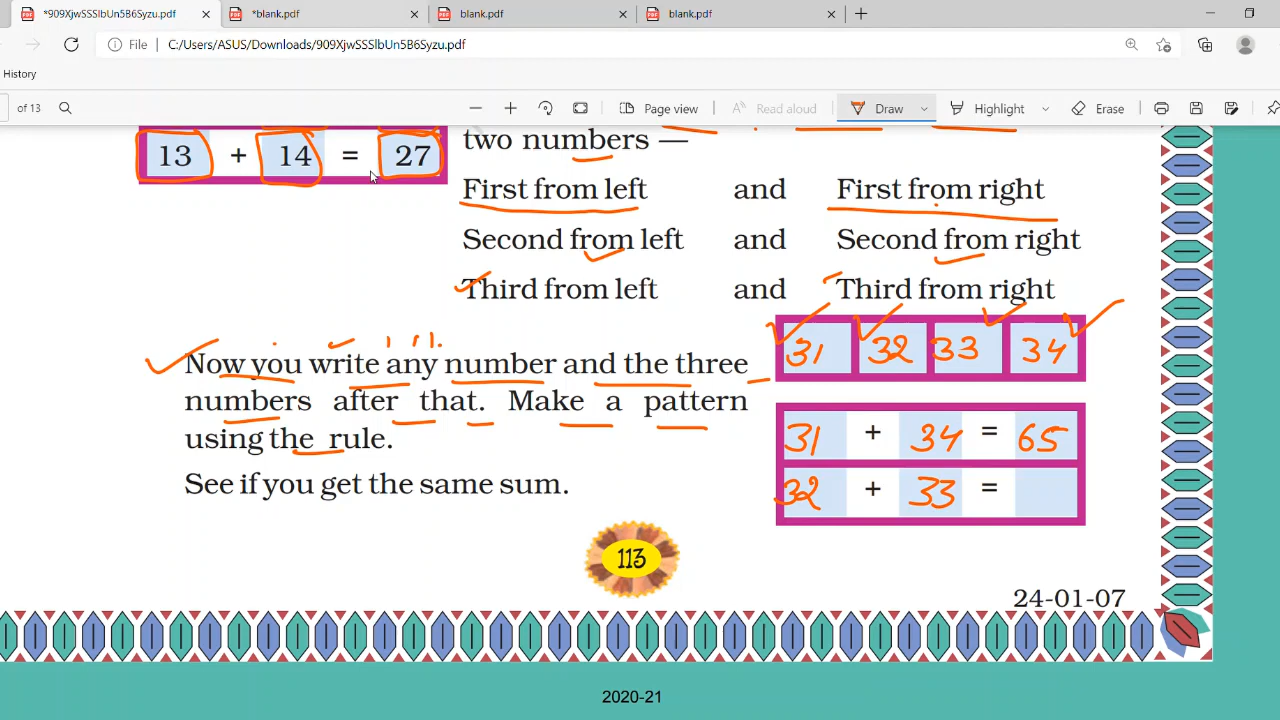 *909XjwSSSlbUn5B6Syzu.pdf
*blank.pdf
blank.pdf
blank.pdf
File C:/Users/ASUS/Downloads/909XjwSSSlbUn5B6Syzu.pdf
History
of 13 Page view Read aloud Draw Highlight Erase
13 + 14 = 27
two numbers —
First from left and First from right
Second from left and Second from right
Third from left and Third from right
31 32 33 34
Now you write any number and the three
numbers after that. Make a pattern
using the rule.
See if you get the same sum.
31 + 34 = 65
32 + 33 =
113
24-01-07
2020-21